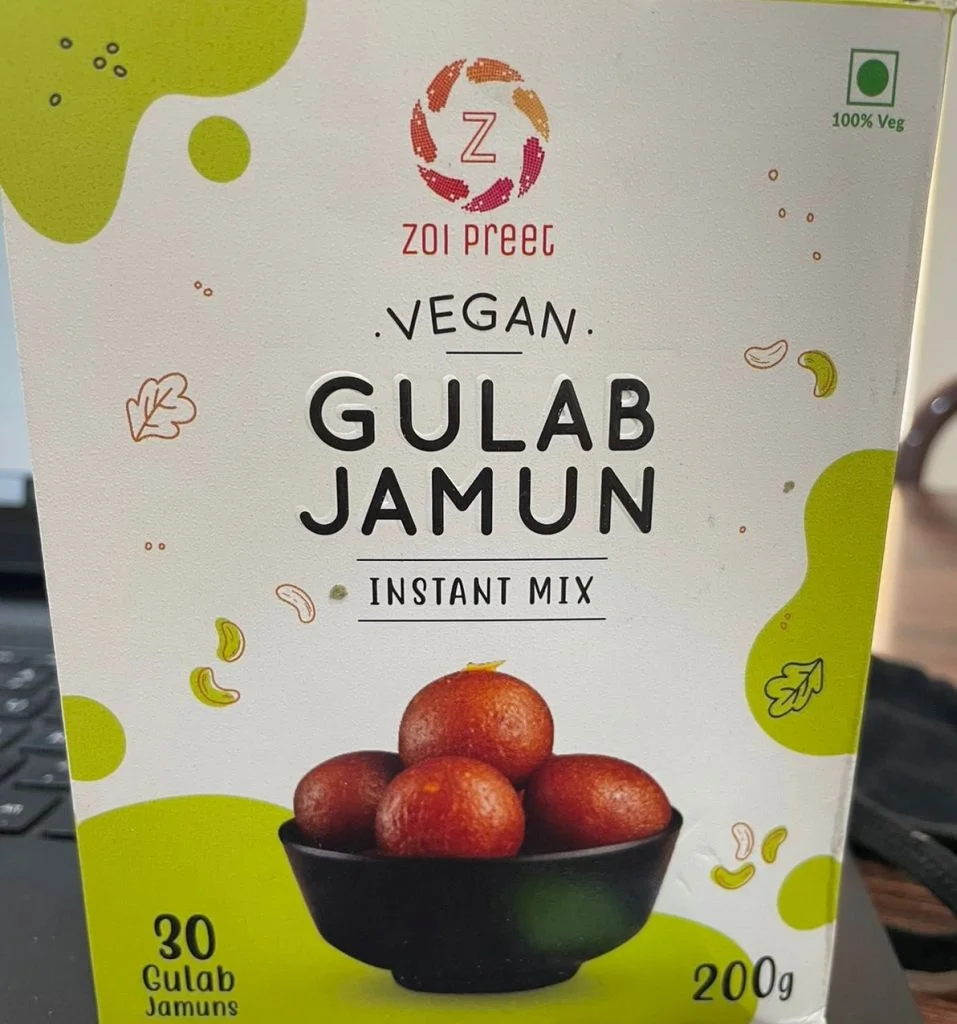 100% Veg
Z
ZOI PREET
·VEGAN·
GULAB
JAMUN
INSTANT MIX
30
Gulab
Jamuns
200g